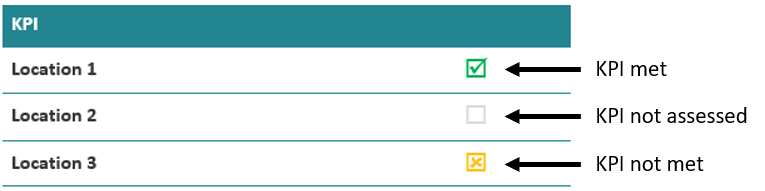 KPI
Location 1 KPI met
Location 2 KPI not assessed
Location 3 KPI not met